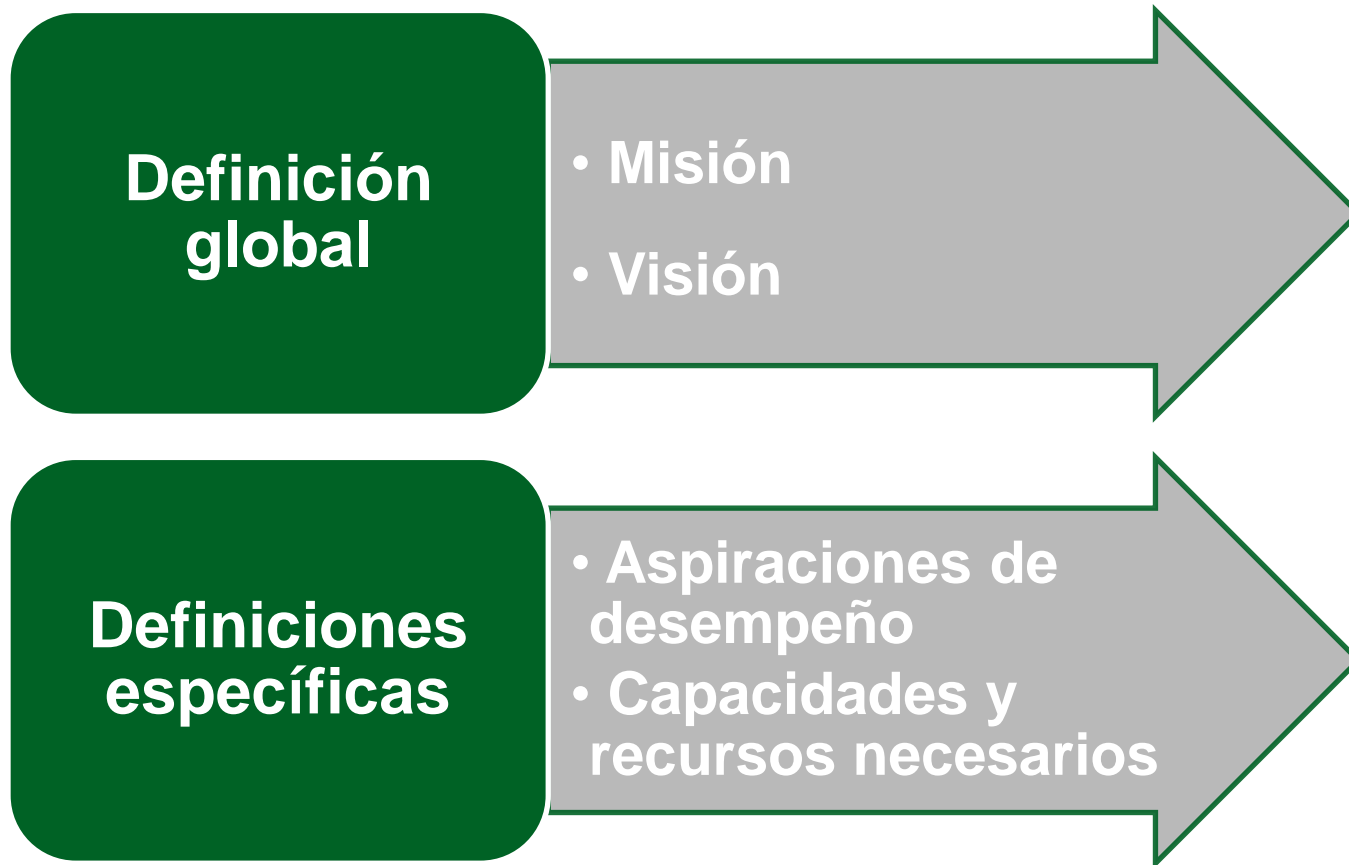 Definición
global
• Misión
• Visión
Definiciones
específicas
• Aspiraciones de
desempeño
• Capacidades y
recursos necesarios